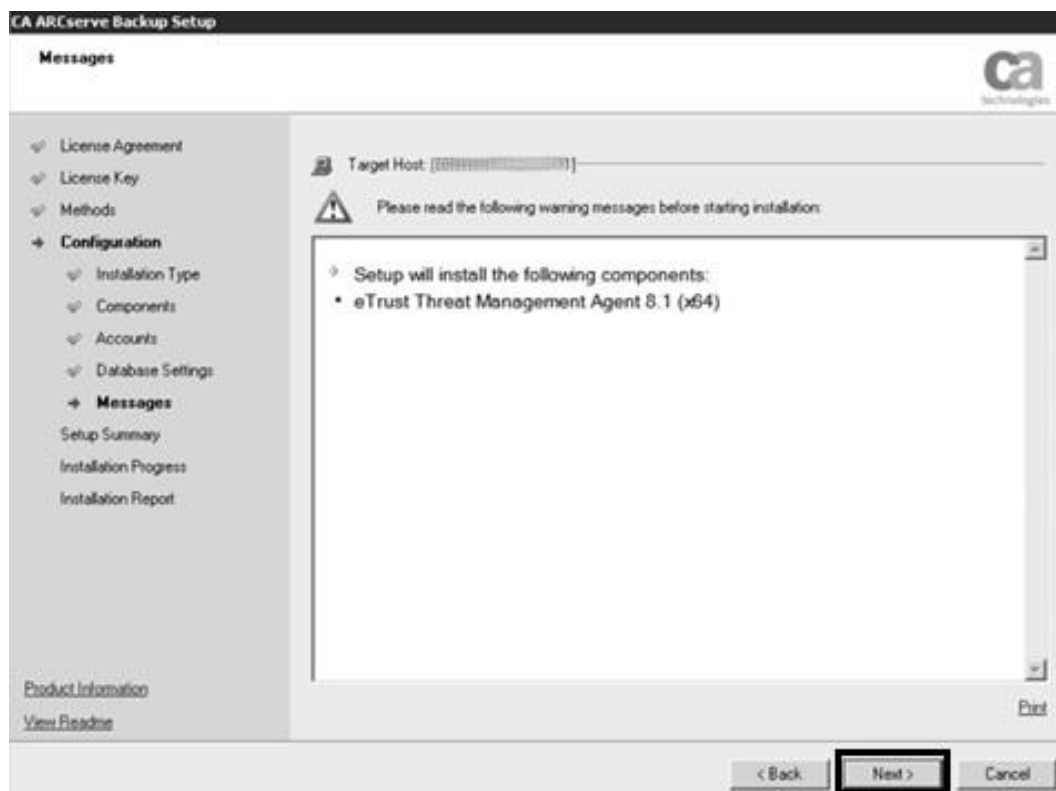 CA ARCserve Backup Setup
Messages
ca
technologies
License Agreement
License Key
Methods
Configuration
Installation Type
Components
Accounts
Database Settings
Messages
Setup Summary
Installation Progress
Installation Report
Product Information
View Readme
Target Host: [
Please read the following warning messages before starting installation:
Setup will install the following components:
• eTrust Threat Management Agent 8.1 (x64)
Print
< Back
Next >
Cancel